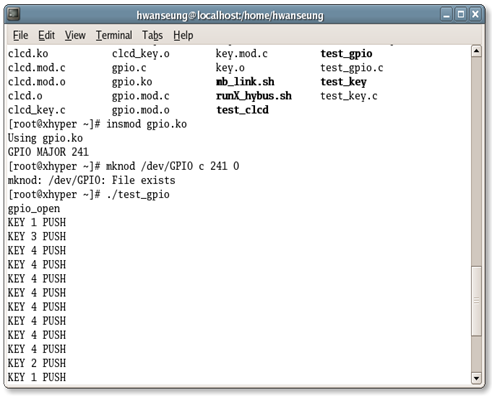 hwanseung@localhost:/home/hwanseung
File Edit View Terminal Tabs Help
clcd.ko clcd_key.o key.mod.c test_gpio
clcd.mod.c gpio.c key.o test_gpio.c
clcd.mod.o gpio.ko mb_link.sh test_key
clcd.o gpio.mod.c runX_hybus.sh test_key.c
clcd_key.c gpio.mod.o test_clcd
[root@xhyper ~]# insmod gpio.ko
Using gpio.ko
GPIO MAJOR 241
[root@xhyper ~]# mknod /dev/GPIO c 241 0
mknod: /dev/GPIO: File exists
[root@xhyper ~]# ./test_gpio
gpio_open
KEY 1 PUSH
KEY 3 PUSH
KEY 4 PUSH
KEY 4 PUSH
KEY 4 PUSH
KEY 4 PUSH
KEY 4 PUSH
KEY 4 PUSH
KEY 4 PUSH
KEY 4 PUSH
KEY 2 PUSH
KEY 1 PUSH